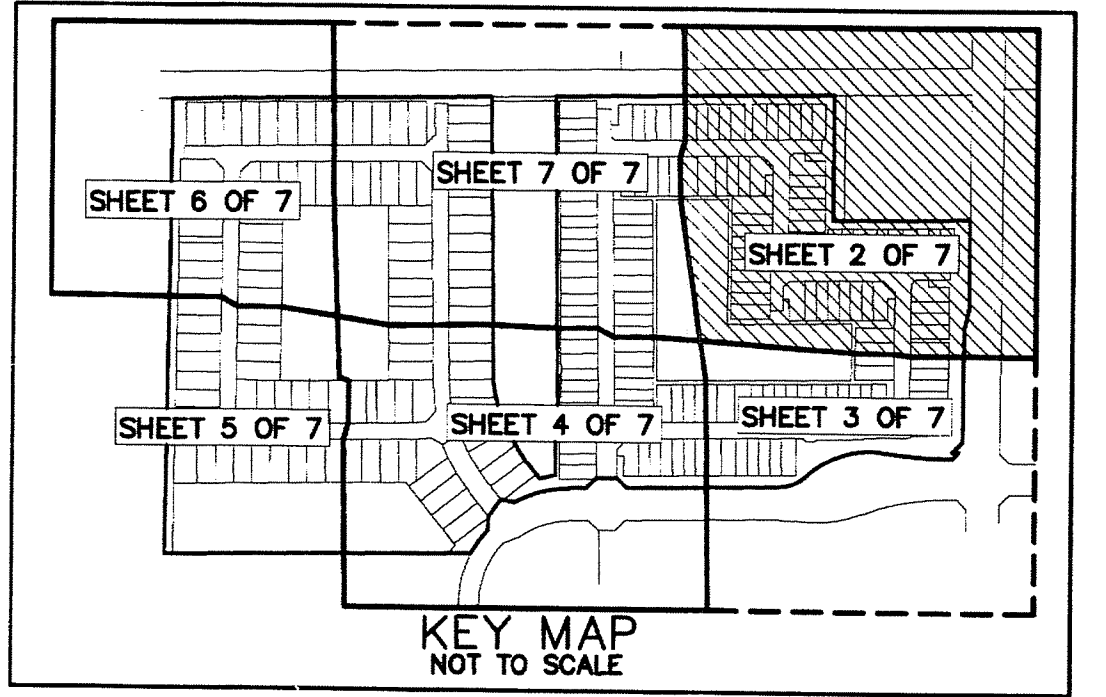 SHEET 7 OF 7
SHEET 6 OF 7
SHEET 2 OF 7
SHEET 5 OF 7
SHEET 4 OF 7
SHEET 3 OF 7
KEY MAP
NOT TO SCALE